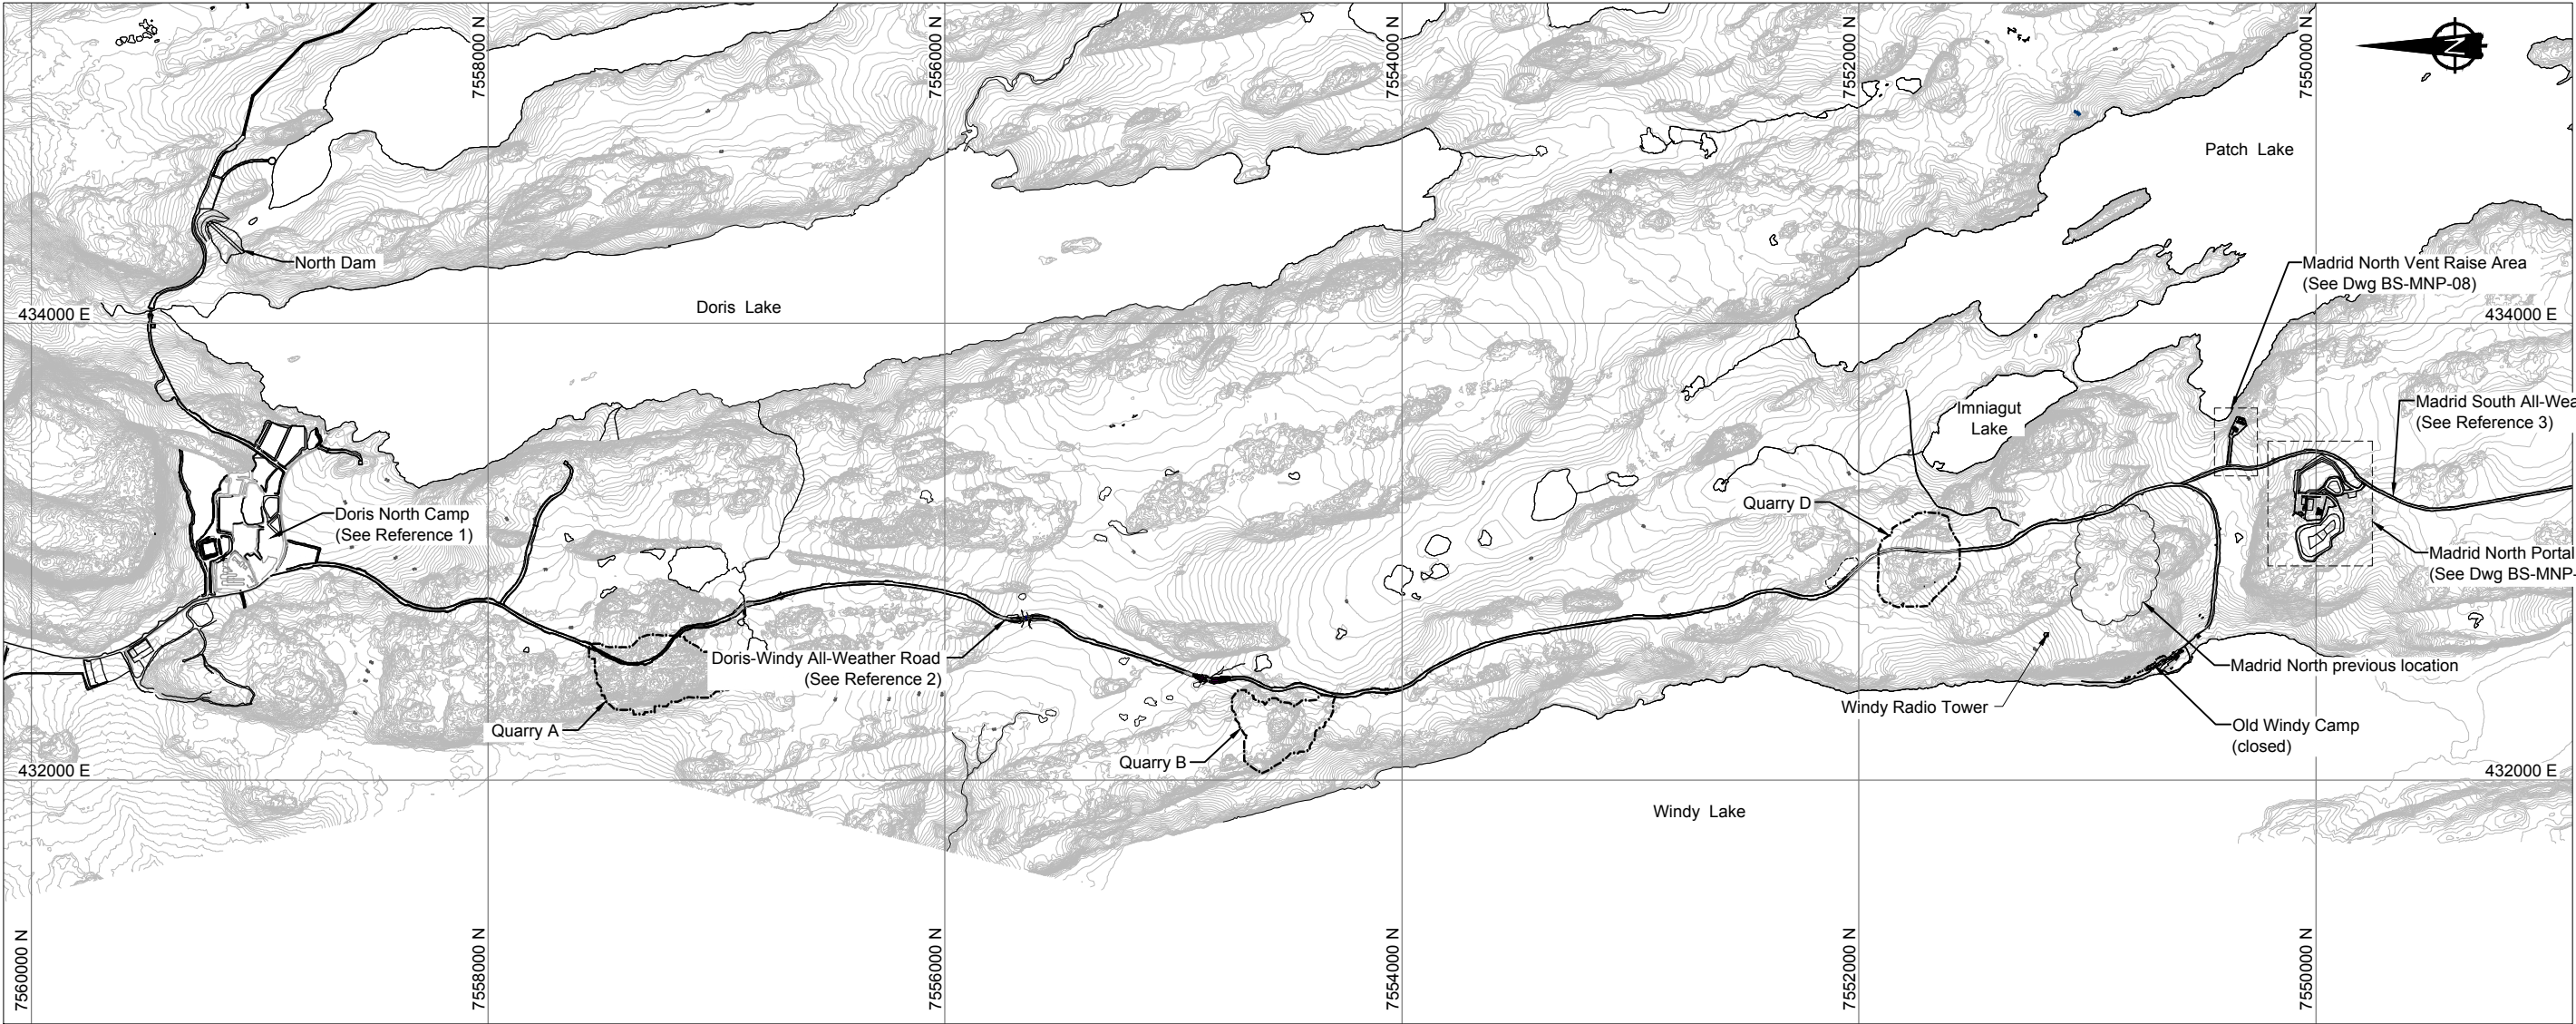 7558000 N
7556000 N
7554000 N
7552000 N
7550000 N
N
Patch Lake
North Dam
Madrid North Vent Raise Area
(See Dwg BS-MNP-08)
Doris Lake
434000 E
434000 E
Imniagut
Lake
Madrid South All-Wea
(See Reference 3)
Quarry D
Doris North Camp
(See Reference 1)
Madrid North Portal
(See Dwg BS-MNP-
Doris-Windy All-Weather Road
(See Reference 2)
Madrid North previous location
Windy Radio Tower
Quarry A
Old Windy Camp
(closed)
Quarry B
432000 E
432000 E
Windy Lake
7560000 N
7558000 N
7556000 N
7554000 N
7552000 N
7550000 N